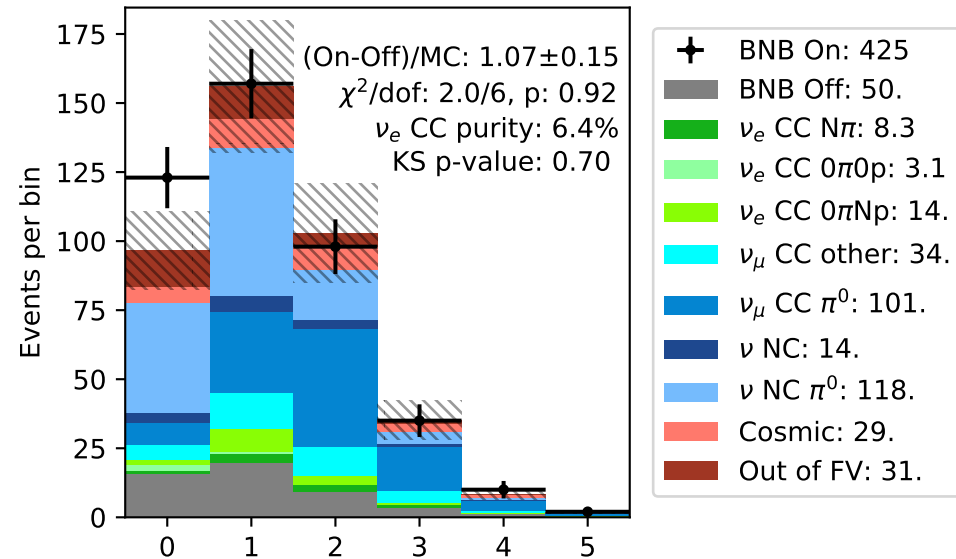 (On-Off)/MC: 1.07±0.15
χ²/dof: 2.0/6, p: 0.92
νₑ CC purity: 6.4%
KS p-value: 0.70
Events per bin
175
150
125
100
75
50
25
0
0 1 2 3 4 5
BNB On: 425
BNB Off: 50.
νₑ CC Nπ: 8.3
νₑ CC 0π0p: 3.1
νₑ CC 0πNp: 14.
ν_μ CC other: 34.
ν_μ CC π⁰: 101.
ν NC: 14.
ν NC π⁰: 118.
Cosmic: 29.
Out of FV: 31.